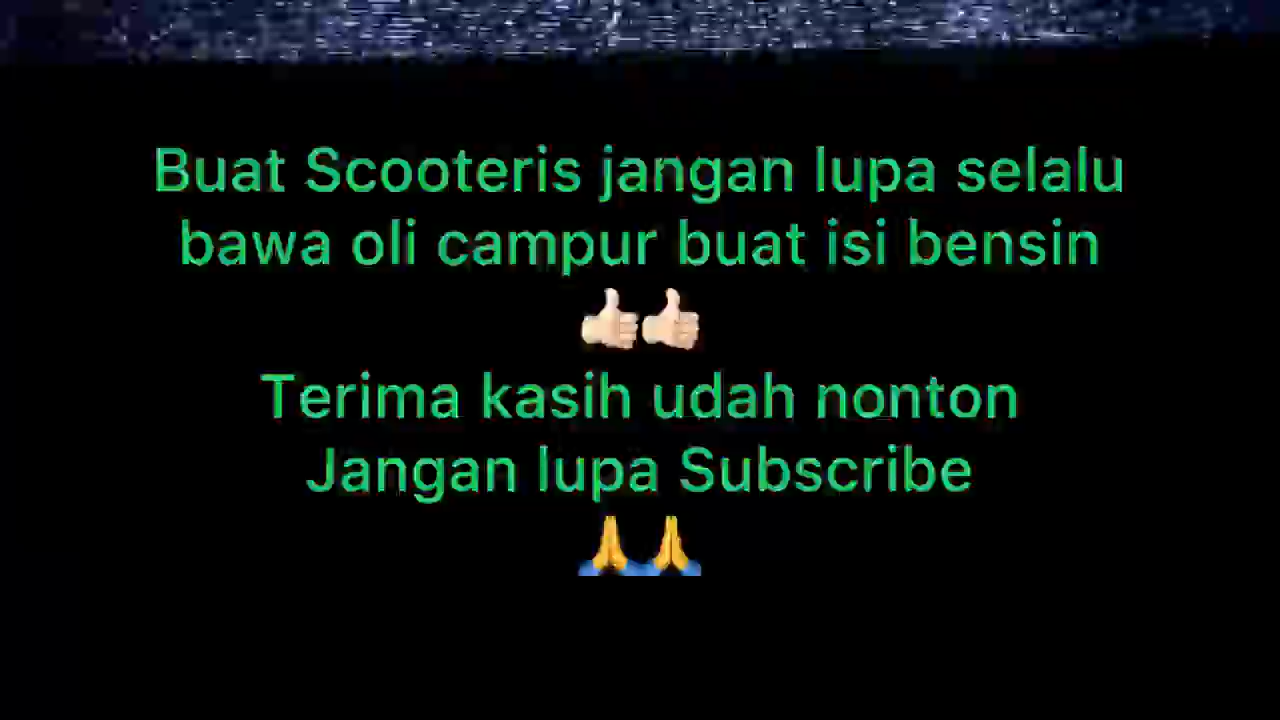 Buat Scooteris jangan lupa selalu
bawa oli campur buat isi bensin
👍🏻👍🏻
Terima kasih udah nonton
Jangan lupa Subscribe
🙏🙏